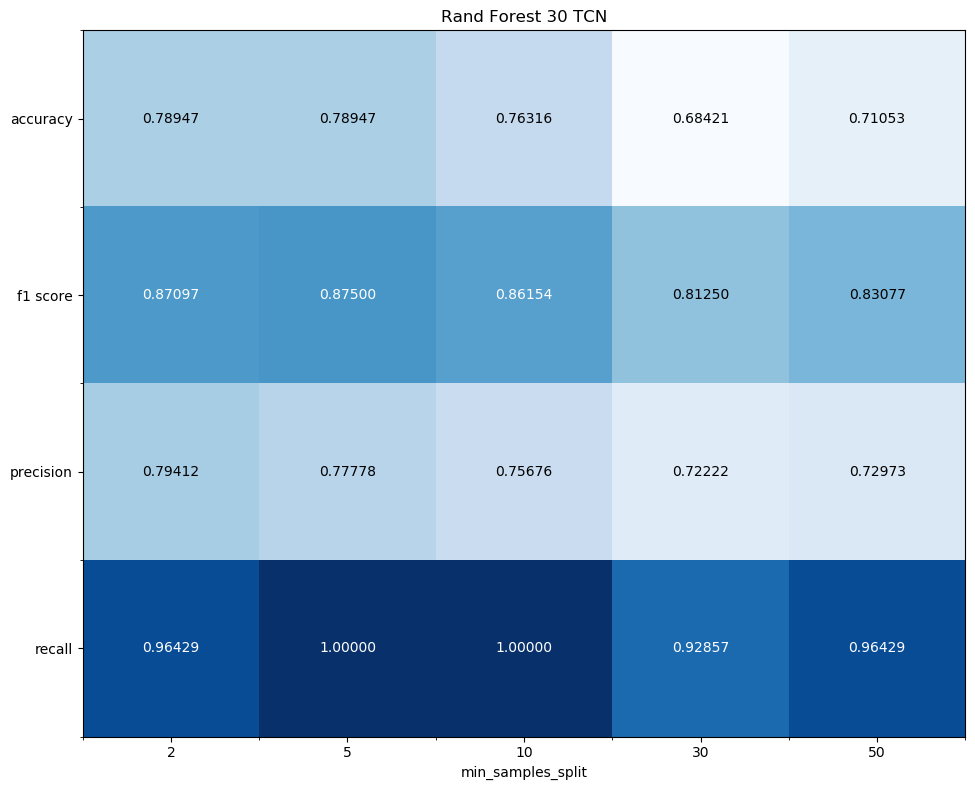 Rand Forest 30 TCN
accuracy 0.78947 0.78947 0.76316 0.68421 0.71053
f1 score 0.87097 0.87500 0.86154 0.81250 0.83077
precision 0.79412 0.77778 0.75676 0.72222 0.72973
recall 0.96429 1.00000 1.00000 0.92857 0.96429
2 5 10 30 50
min_samples_split